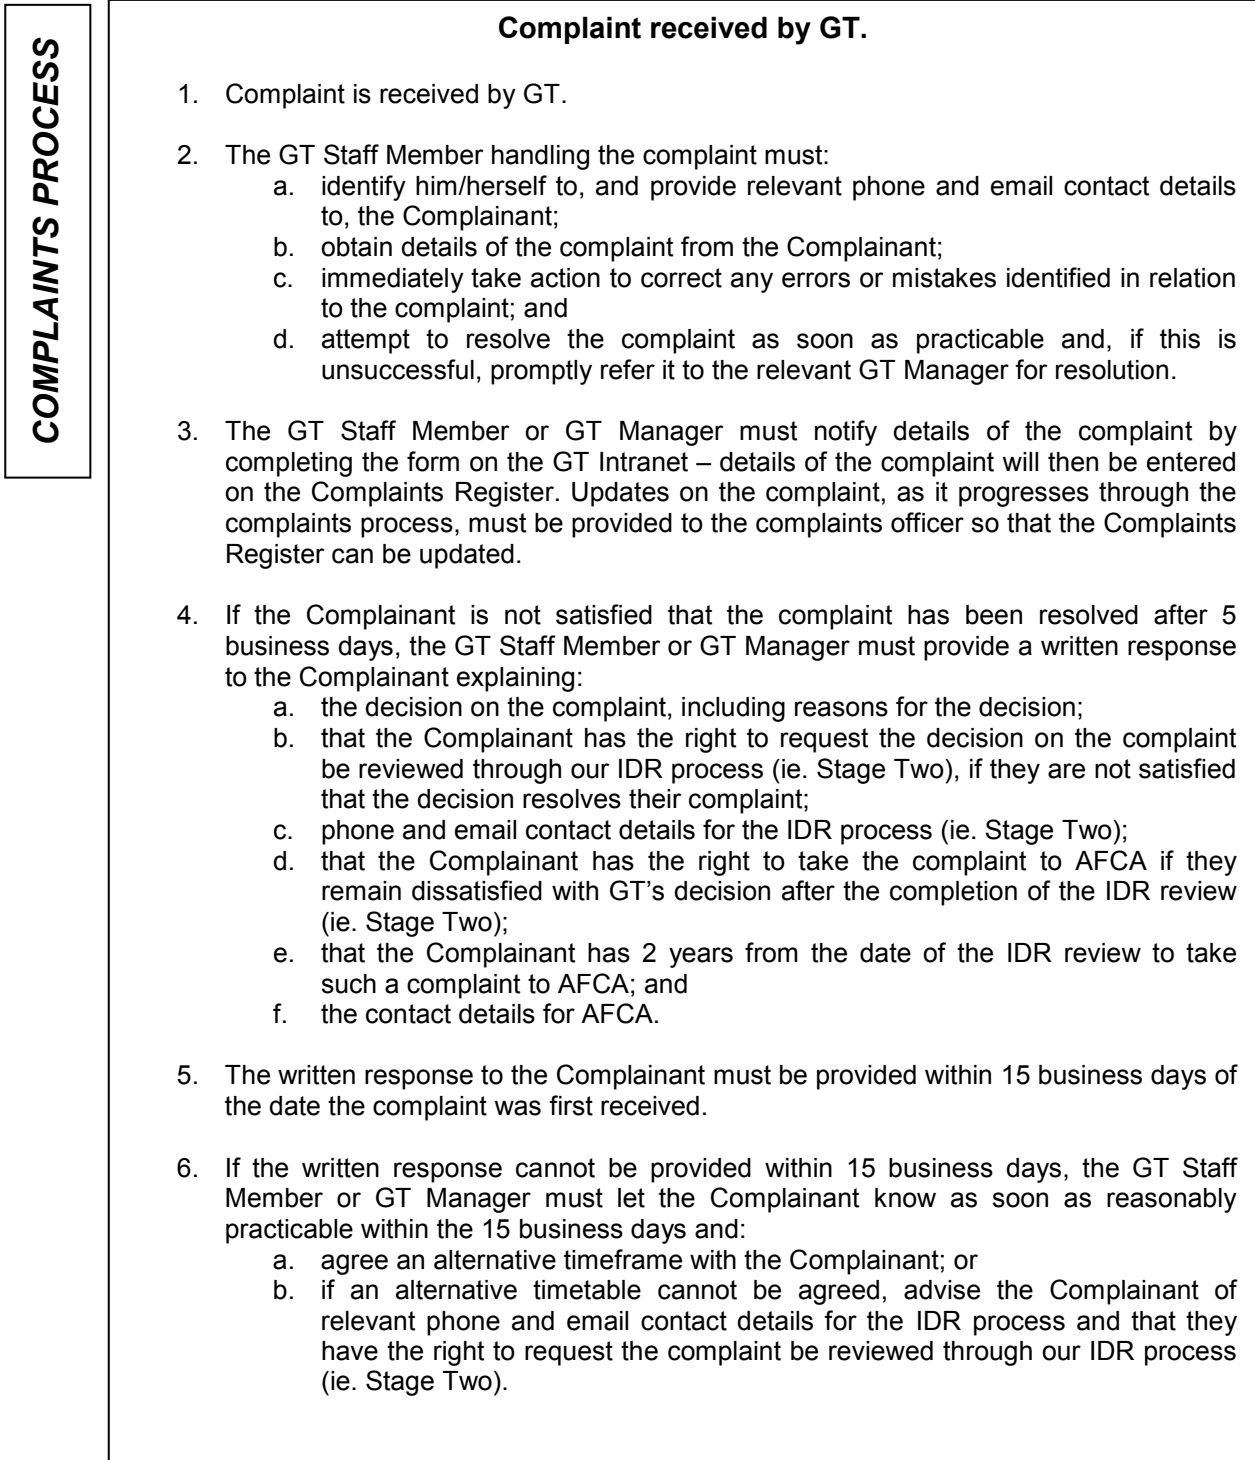 COMPLAINTS PROCESS
Complaint received by GT.
1. Complaint is received by GT.
2. The GT Staff Member handling the complaint must:
a. identify him/herself to, and provide relevant phone and email contact details
to, the Complainant;
b. obtain details of the complaint from the Complainant;
c. immediately take action to correct any errors or mistakes identified in relation
to the complaint; and
d. attempt to resolve the complaint as soon as practicable and, if this is
unsuccessful, promptly refer it to the relevant GT Manager for resolution.
3. The GT Staff Member or GT Manager must notify details of the complaint by
completing the form on the GT Intranet – details of the complaint will then be entered
on the Complaints Register. Updates on the complaint, as it progresses through the
complaints process, must be provided to the complaints officer so that the Complaints
Register can be updated.
4. If the Complainant is not satisfied that the complaint has been resolved after 5
business days, the GT Staff Member or GT Manager must provide a written response
to the Complainant explaining:
a. the decision on the complaint, including reasons for the decision;
b. that the Complainant has the right to request the decision on the complaint
be reviewed through our IDR process (ie. Stage Two), if they are not satisfied
that the decision resolves their complaint;
c. phone and email contact details for the IDR process (ie. Stage Two);
d. that the Complainant has the right to take the complaint to AFCA if they
remain dissatisfied with GT's decision after the completion of the IDR review
(ie. Stage Two);
e. that the Complainant has 2 years from the date of the IDR review to take
such a complaint to AFCA; and
f. the contact details for AFCA.
5. The written response to the Complainant must be provided within 15 business days of
the date the complaint was first received.
6. If the written response cannot be provided within 15 business days, the GT Staff
Member or GT Manager must let the Complainant know as soon as reasonably
practicable within the 15 business days and:
a. agree an alternative timeframe with the Complainant; or
b. if an alternative timetable cannot be agreed, advise the Complainant of
relevant phone and email contact details for the IDR process and that they
have the right to request the complaint be reviewed through our IDR process
(ie. Stage Two).